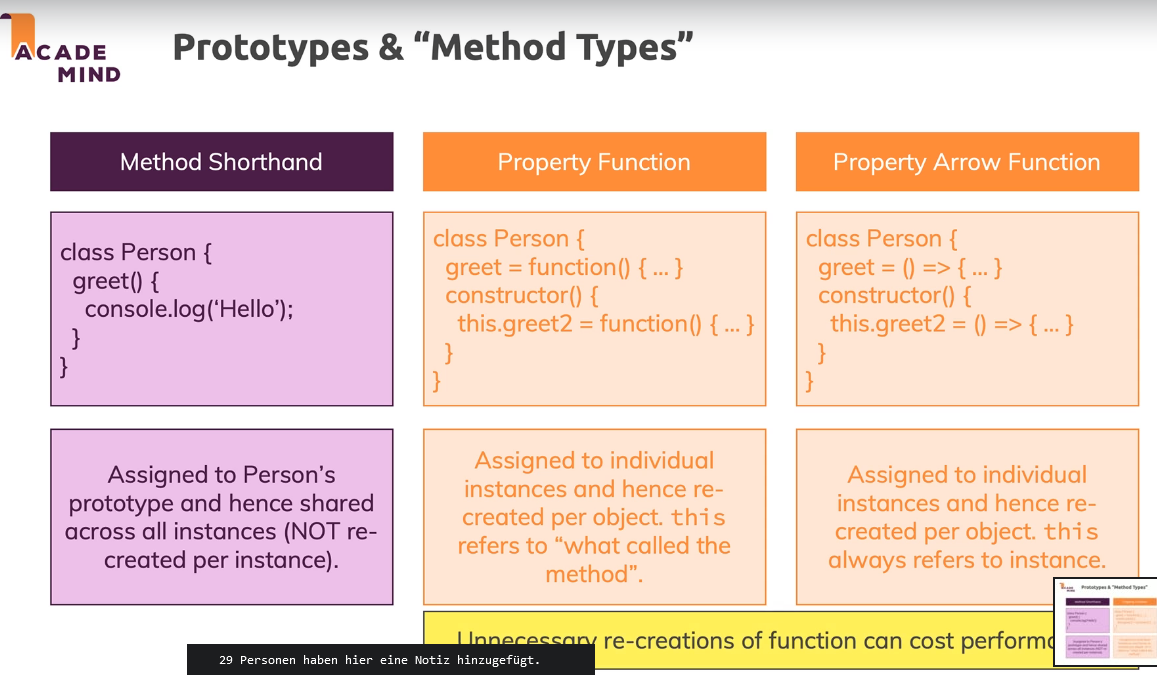 ACADE
MIND
Prototypes & “Method Types”
Method Shorthand
class Person {
greet() {
console.log(‘Hello’);
}
}
Assigned to Person’s
prototype and hence shared
across all instances (NOT re-
created per instance).
Property Function
class Person {
greet = function() { ... }
constructor() {
this.greet2 = function() { ... }
}
}
Assigned to individual
instances and hence re-
created per object. this
refers to “what called the
method”.
Property Arrow Function
class Person {
greet = () => { ... }
constructor() {
this.greet2 = () => { ... }
}
}
Assigned to individual
instances and hence re-
created per object. this
always refers to instance.
Unnecessary re-creations of function can cost
29 Personen haben hier eine Notiz hinzugefügt.
Prototypes & “Method Types”